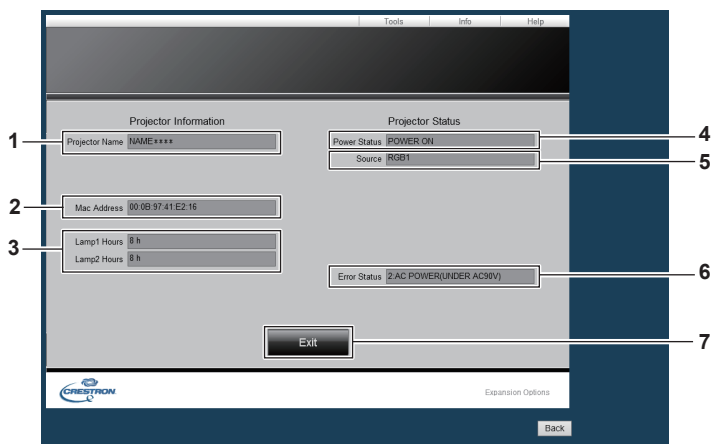 Tools Info Help
Projector Information
Projector Status
1
Projector Name NAME****
Power Status POWER ON
4
Source RGB1
5
2
Mac Address 00:0B:97:41:E2:16
3
Lamp1 Hours 8 h
Lamp2 Hours 8 h
Error Status 2:AC POWER(UNDER AC90V)
6
Exit
7
CRESTRON
Expansion Options
Back